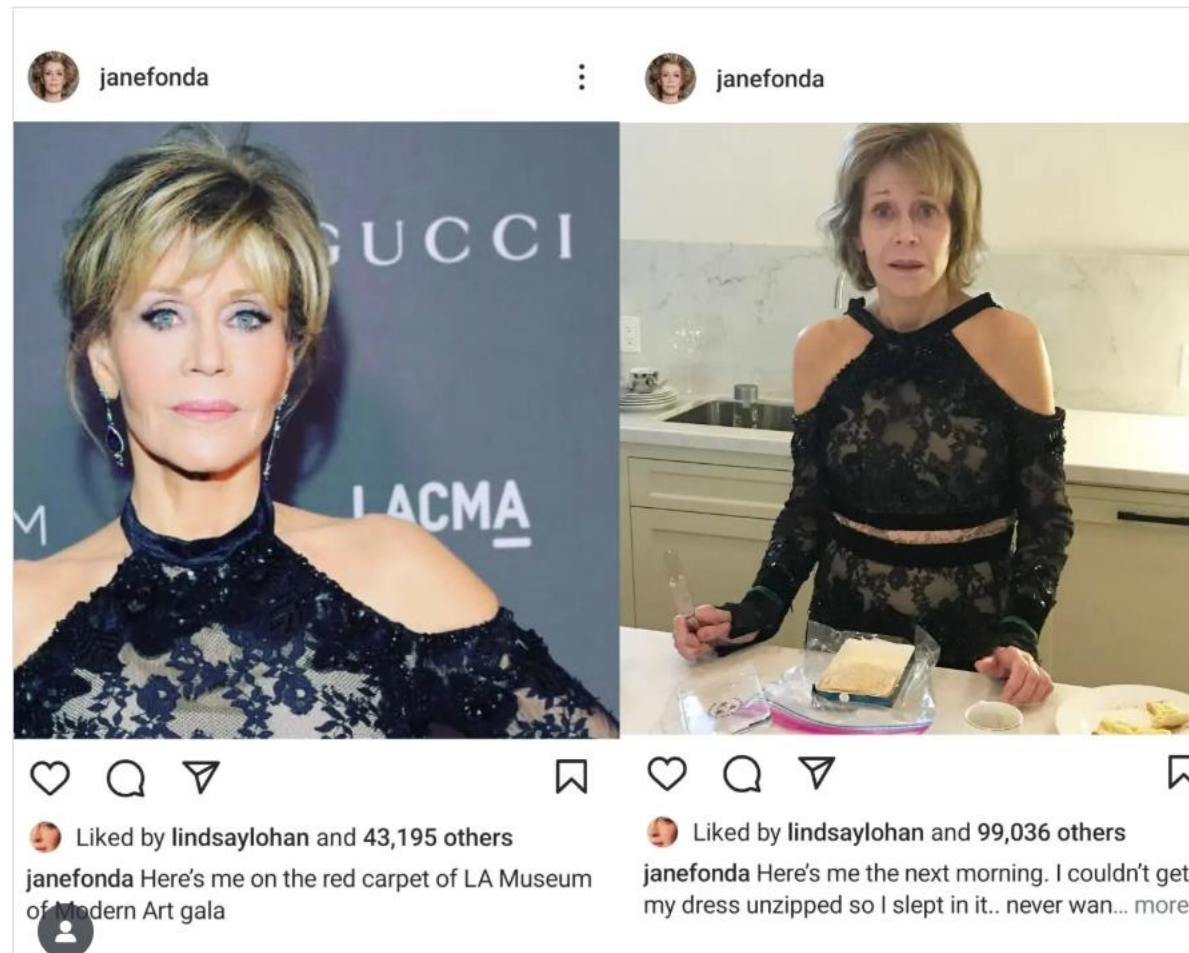 janefonda
GUCCI
LACMA
M
Liked by lindsaylohan and 43,195 others
janefonda Here's me on the red carpet of LA Museum
of Modern Art gala
janefonda
Liked by lindsaylohan and 99,036 others
janefonda Here's me the next morning. I couldn't get
my dress unzipped so I slept in it.. never wan... more